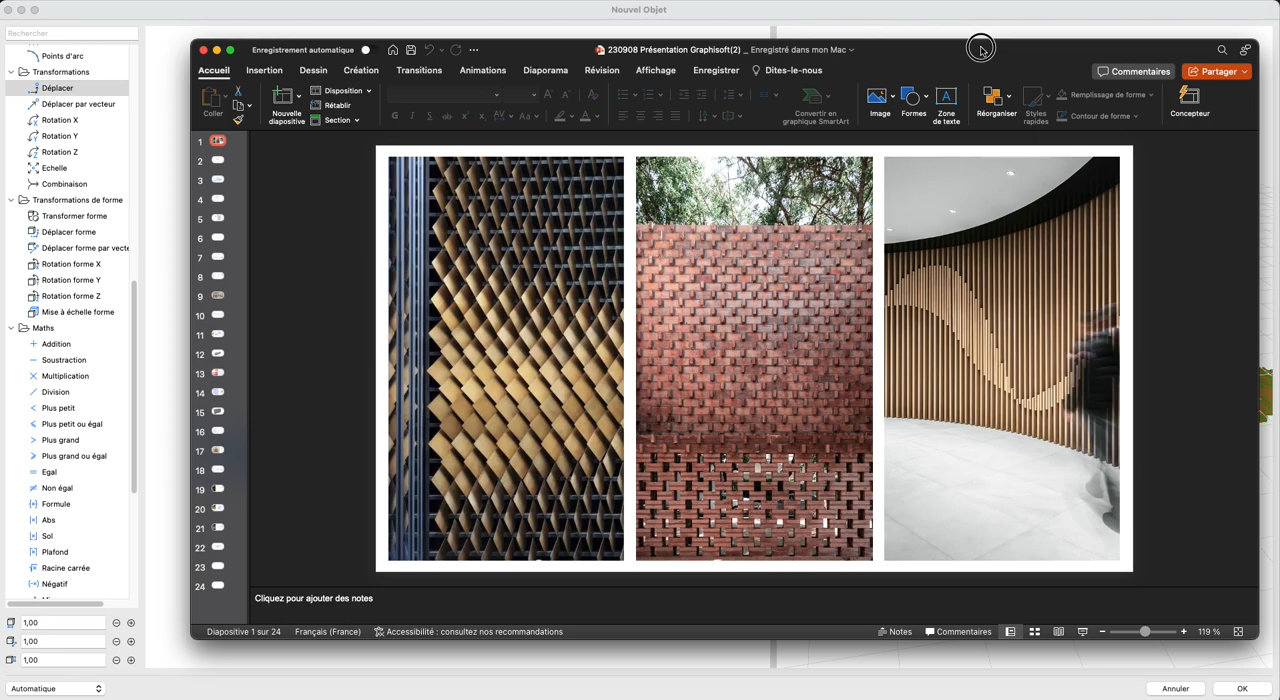 Nouvel Objet
Rechercher
Points d'arc
Transformations
Déplacer
Déplacer par vecteur
Rotation X
Rotation Y
Rotation Z
Echelle
Combinaison
Transformations de forme
Transformer forme
Déplacer forme
Déplacer forme par vecte
Rotation forme X
Rotation forme Y
Rotation forme Z
Mise à échelle forme
Maths
Addition
Soustraction
Multiplication
Division
Plus petit
Plus petit ou égal
Plus grand
Plus grand ou égal
Egal
Non égal
Formule
Abs
Sol
Plafond
Racine carrée
Négatif
1,00
1,00
1,00
Automatique
Annuler
OK
Enregistrement automatique
230908 Présentation Graphisoft(2) _ Enregistré dans mon Mac
Accueil Insertion Dessin Création Transitions Animations Diaporama Révision Affichage Enregistrer Dites-le-nous
Commentaires
Partager
Coller
Nouvelle
diapositive
Disposition
Rétablir
Section
G I S ab x² x₂ AV Aa A
Convertir en
graphique SmartArt
Image
Formes
Zone
de texte
Réorganiser
Styles
rapides
Remplissage de forme
Contour de forme
Concepteur
1
2
3
4
5
6
7
8
9
10
11
12
13
14
15
16
17
18
19
20
21
22
23
24
Cliquez pour ajouter des notes
Diapositive 1 sur 24 Français (France) Accessibilité : consultez nos recommandations
Notes Commentaires 119 %